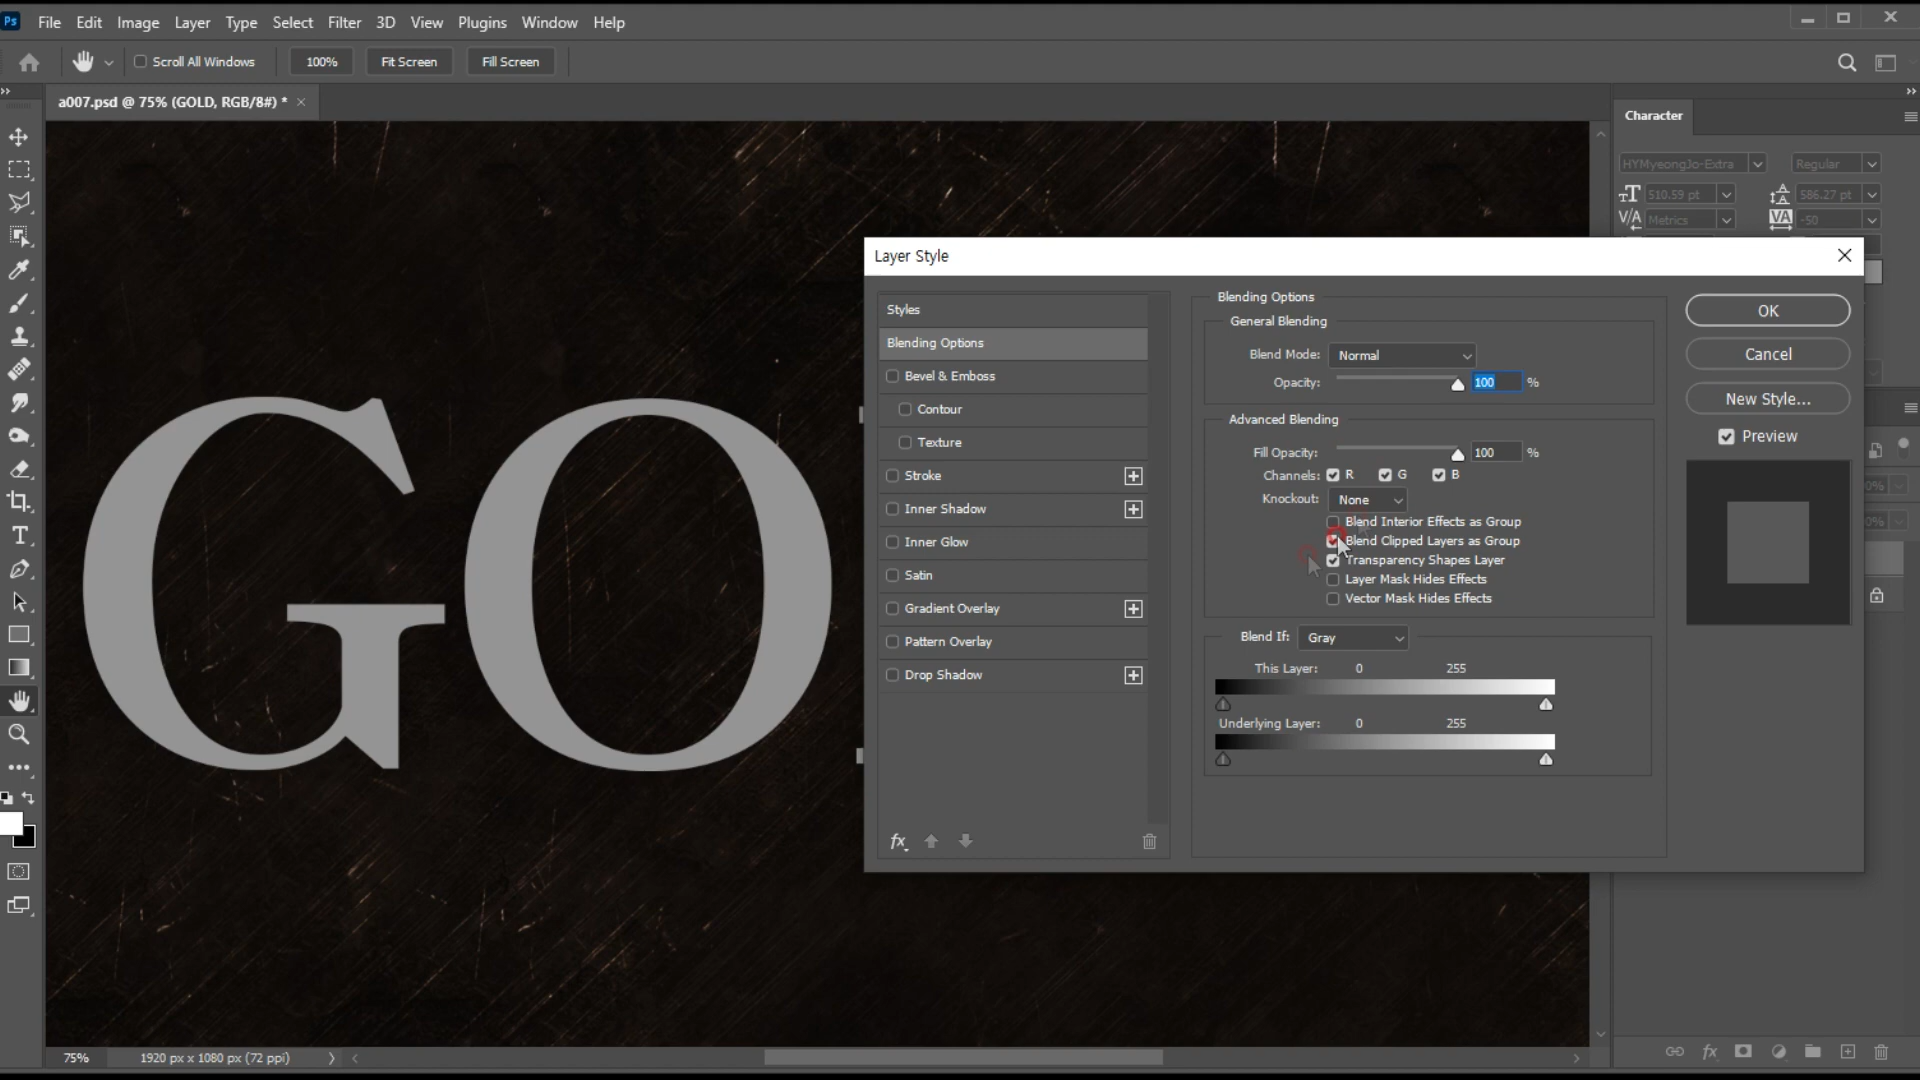 Ps File Edit Image Layer Type Select Filter 3D View Plugins Window Help
Scroll All Windows 100% Fit Screen Fill Screen
a007.psd @ 75% (GOLD, RGB/8#) *
Character
HYMyeongJo-Extra Regular
510.59 pt 586.27 pt
Metrics -50
Layer Style
Styles
Blending Options
Bevel & Emboss
Contour
Texture
Stroke
Inner Shadow
Inner Glow
Satin
Gradient Overlay
Pattern Overlay
Drop Shadow
fx
Blending Options
General Blending
Blend Mode: Normal
Opacity: 100 %
Advanced Blending
Fill Opacity: 100 %
Channels: R G B
Knockout: None
Blend Interior Effects as Group
Blend Clipped Layers as Group
Transparency Shapes Layer
Layer Mask Hides Effects
Vector Mask Hides Effects
Blend If: Gray
This Layer: 0 255
Underlying Layer: 0 255
OK
Cancel
New Style...
Preview
GO
75% 1920 px x 1080 px (72 ppi)
fx